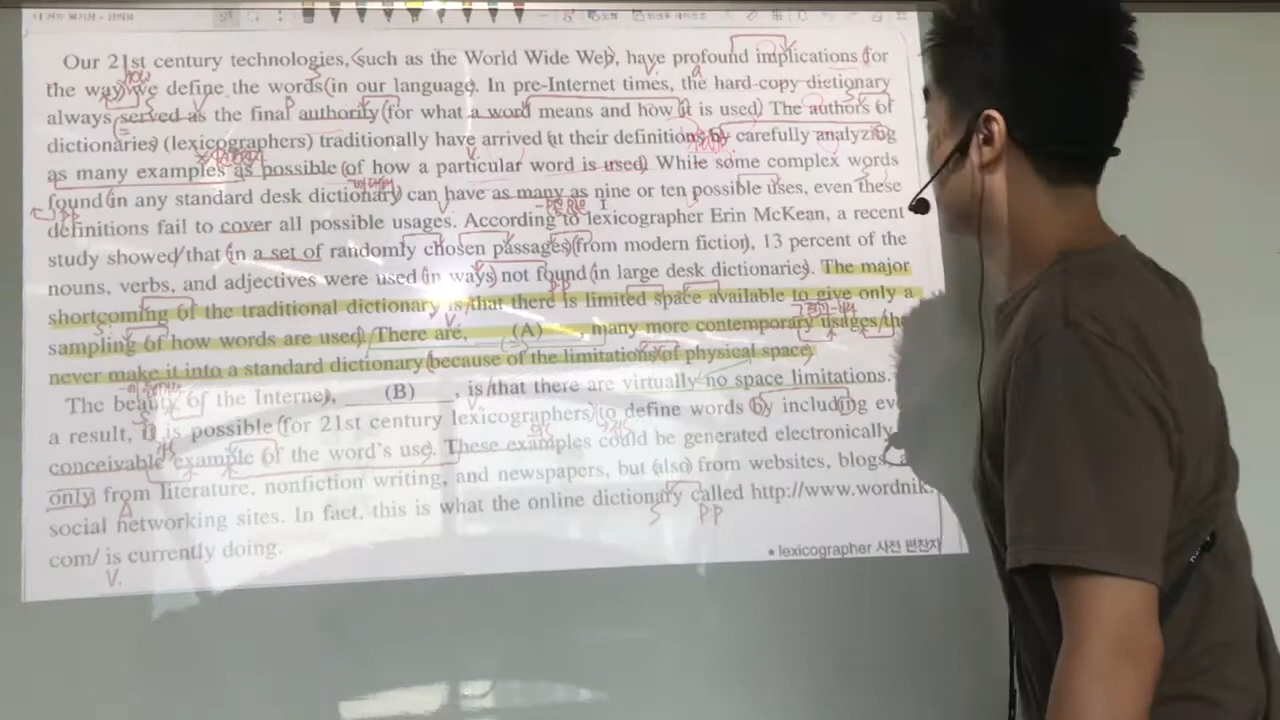 Our 21st century technologies, such as the World Wide Web, have profound implications for
the way we define the words in our language. In pre-Internet times, the hard-copy dictionary
always served as the final authority for what a word means and how it is used. The authors of
dictionaries (lexicographers) traditionally have arrived at their definitions by carefully analyzing
as many examples as possible of how a particular word is used. While some complex words
found in any standard desk dictionary can have as many as nine or ten possible uses, even these
definitions fail to cover all possible usages. According to lexicographer Erin McKean, a recent
study showed that in a set of randomly chosen passages from modern fiction, 13 percent of the
nouns, verbs, and adjectives were used in ways not found in large desk dictionaries. The major
shortcoming of the traditional dictionary is that there is limited space available to give only a
sampling of how words are used. There are, (A) , many more contemporary usages
never make it into a standard dictionary because of the limitations of physical space.
The beauty of the Internet, (B) , is that there are virtually no space limitations.
a result, it is possible for 21st century lexicographers to define words by including
conceivable example of the word's use. These examples could be generated electronically
only from literature, nonfiction writing, and newspapers, but also from websites, blogs,
social networking sites. In fact, this is what the online dictionary called http://www.wordnik.
com/ is currently doing.
S PP
V.
• lexicographer 사전 편찬자